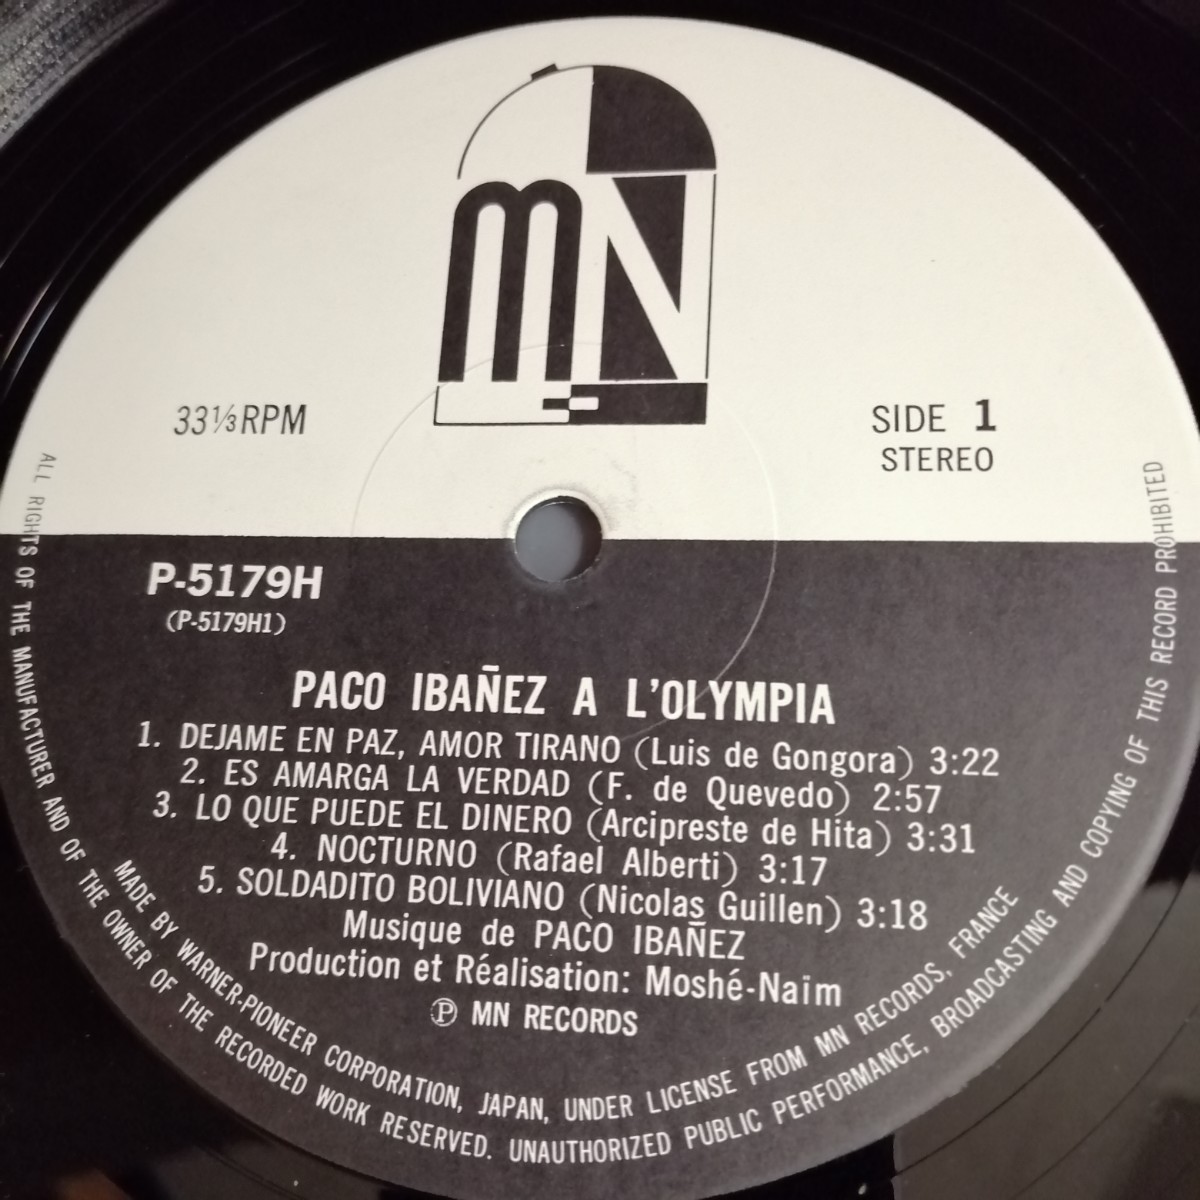 MN
33⅓RPM
SIDE 1
STEREO
P-5179H
(P-5179H1)
PACO IBAÑEZ A L'OLYMPIA
1. DEJAME EN PAZ, AMOR TIRANO (Luis de Gongora) 3:22
2. ES AMARGA LA VERDAD (F. de Quevedo) 2:57
3. LO QUE PUEDE EL DINERO (Arcipreste de Hita) 3:31
4. NOCTURNO (Rafael Alberti) 3:17
5. SOLDADITO BOLIVIANO (Nicolas Guillen) 3:18
Musique de PACO IBAÑEZ
Production et Réalisation: Moshé-Naïm
Ⓟ MN RECORDS
MADE BY WARNER-PIONEER CORPORATION, JAPAN, UNDER LICENSE FROM MN RECORDS, FRANCE
ALL RIGHTS OF THE MANUFACTURER AND OF THE OWNER OF THE RECORDED WORK RESERVED. UNAUTHORIZED PUBLIC PERFORMANCE, BROADCASTING AND COPYING OF THIS RECORD PROHIBITED